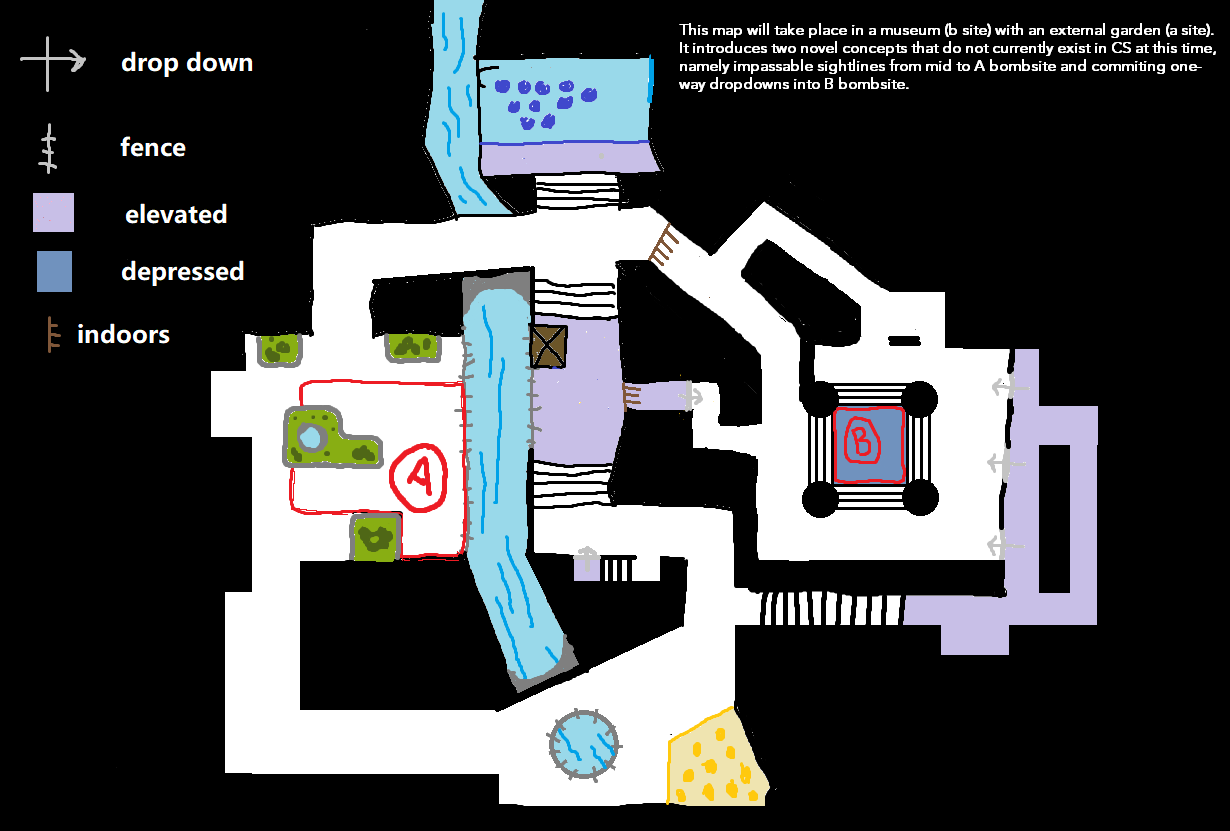 This map will take place in a museum (b site) with an external garden (a site).
It introduces two novel concepts that do not currently exist in CS at this time,
namely impassable sightlines from mid to A bombsite and commiting one-
way dropdowns into B bombsite.
drop down
fence
elevated
depressed
indoors
B
A